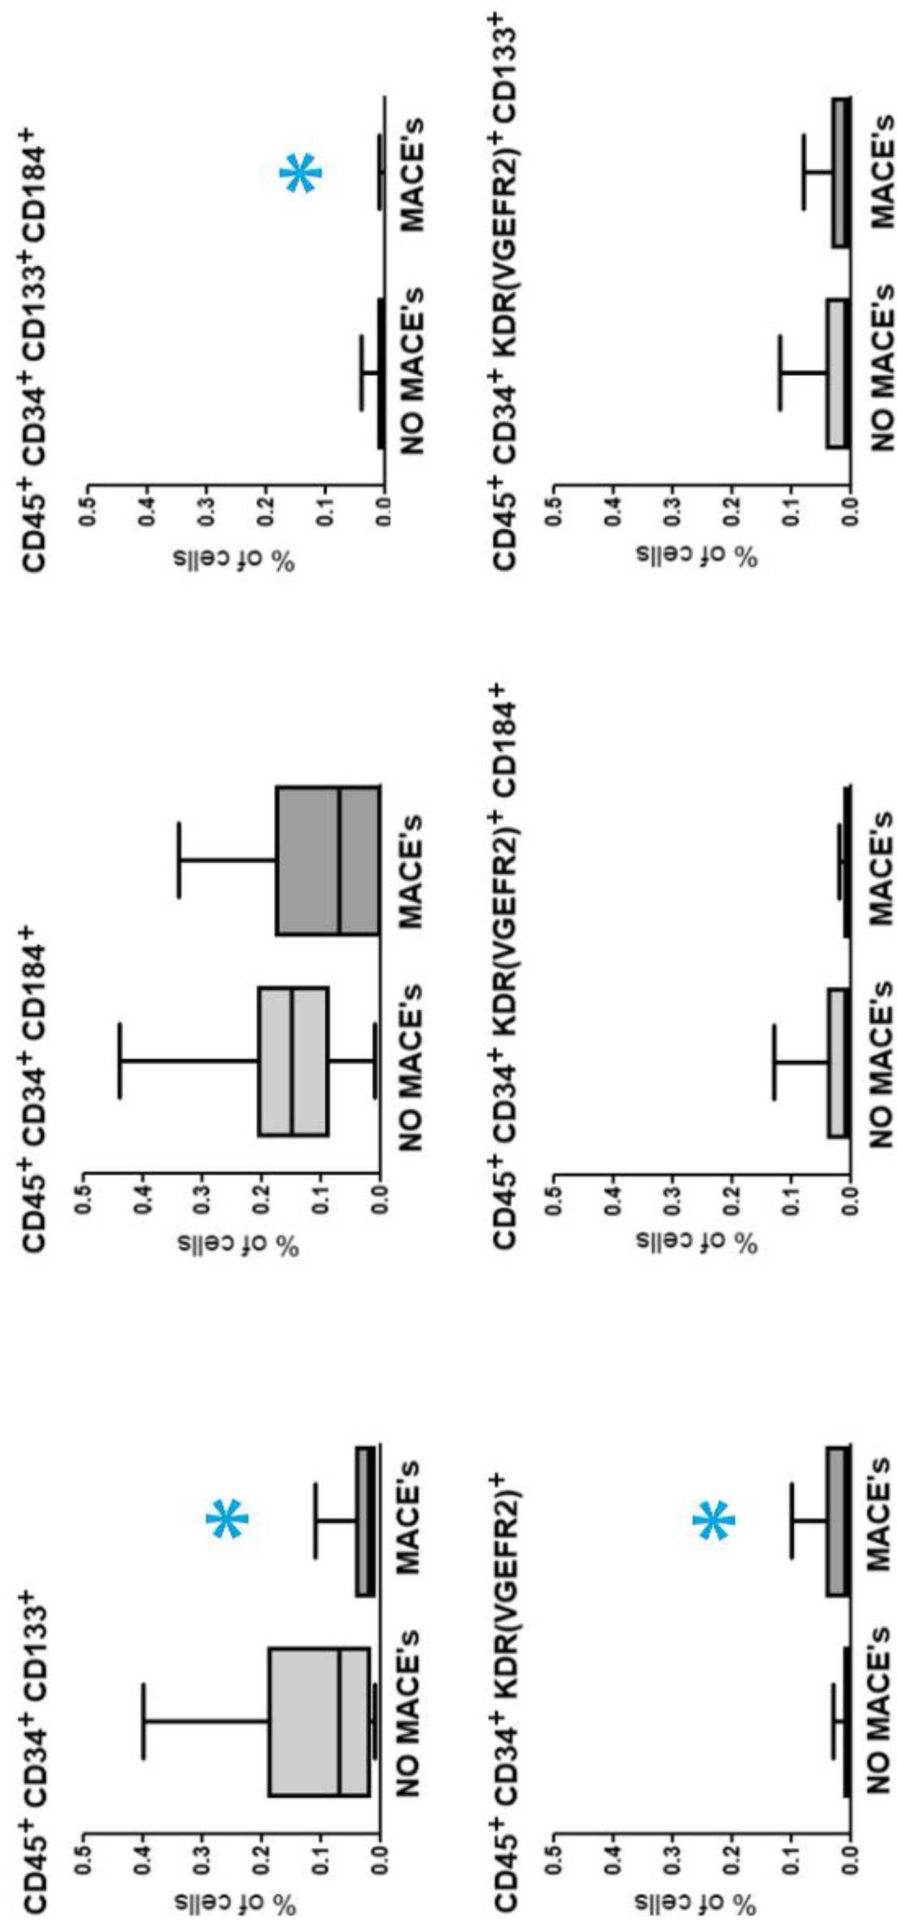 CD45+ CD34+ CD133+
% of cells
0.5
0.4
0.3
0.2
0.1
0.0
NO MACE's MACE's
*
CD45+ CD34+ CD184+
% of cells
0.5
0.4
0.3
0.2
0.1
0.0
NO MACE's MACE's
CD45+ CD34+ CD133+ CD184+
% of cells
0.5
0.4
0.3
0.2
0.1
0.0
NO MACE's MACE's
*
CD45+ CD34+ KDR(VGEFR2)+
% of cells
0.5
0.4
0.3
0.2
0.1
0.0
NO MACE's MACE's
*
CD45+ CD34+ KDR(VGEFR2)+ CD184+
% of cells
0.5
0.4
0.3
0.2
0.1
0.0
NO MACE's MACE's
CD45+ CD34+ KDR(VGEFR2)+ CD133+
% of cells
0.5
0.4
0.3
0.2
0.1
0.0
NO MACE's MACE's